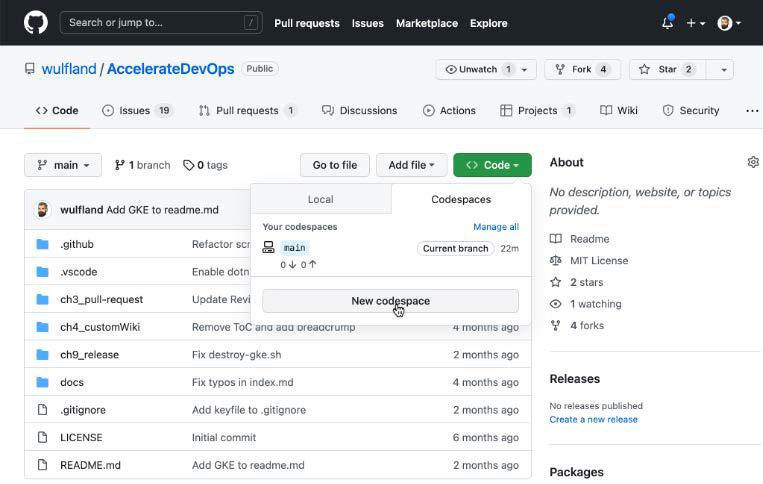 Search or jump to... /
Pull requests Issues Marketplace Explore
wulfland / AccelerateDevOps Public
Unwatch 1 Fork 4 Star 2
Code Issues 19 Pull requests 1 Discussions Actions Projects 1 Wiki Security ...
main 1 branch 0 tags Go to file Add file Code
Local Codespaces
Your codespaces Manage all
main Current branch 22m
0 0
New codespace
wulfland Add GKE to readme.md
.github Refactor scr
.vscode Enable dotn
ch3_pull-request Update Revi
ch4_customWiki Remove ToC and add breadcrump 4 months ago
ch9_release Fix destroy-gke.sh 2 months ago
docs Fix typos in index.md 4 months ago
.gitignore Add keyfile to .gitignore 2 months ago
LICENSE Initial commit 6 months ago
README.md Add GKE to readme.md 2 months ago
About
No description, website, or topics
provided.
Readme
MIT License
2 stars
1 watching
4 forks
Releases
No releases published
Create a new release
Packages